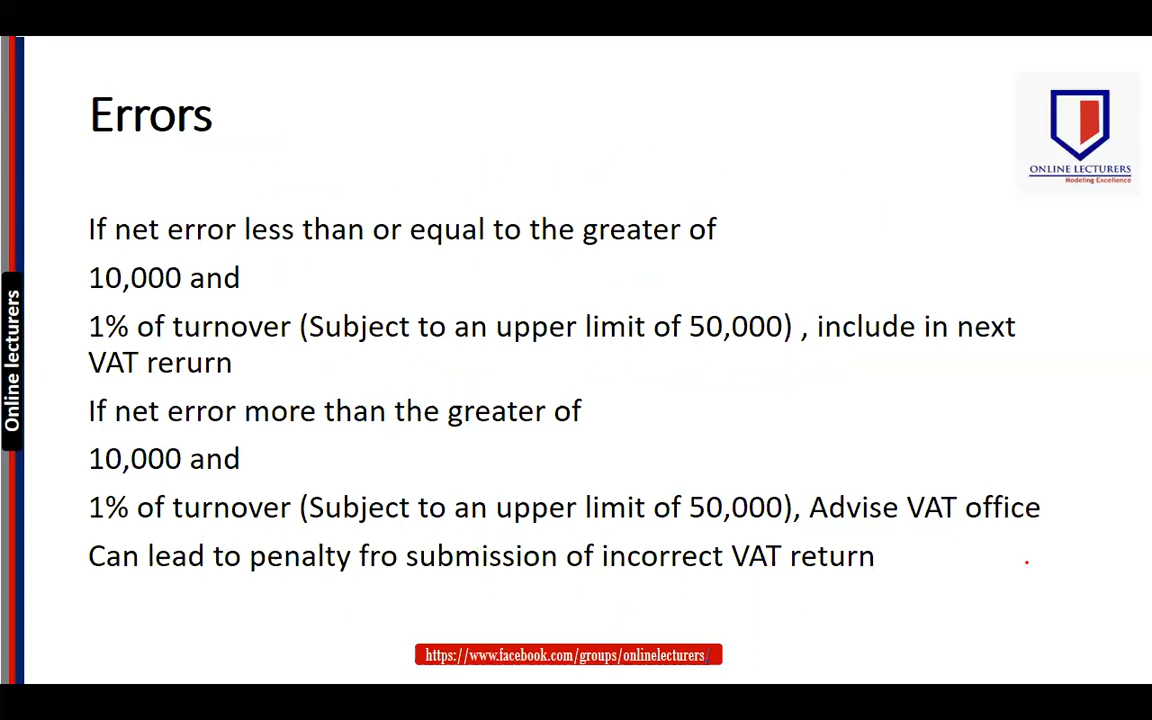 Errors
ONLINE LECTURERS
Modeling Excellence
If net error less than or equal to the greater of
10,000 and
1% of turnover (Subject to an upper limit of 50,000) , include in next
VAT rerurn
If net error more than the greater of
10,000 and
1% of turnover (Subject to an upper limit of 50,000), Advise VAT office
Can lead to penalty fro submission of incorrect VAT return
Online lecturers
https://www.facebook.com/groups/onlinelecturers/